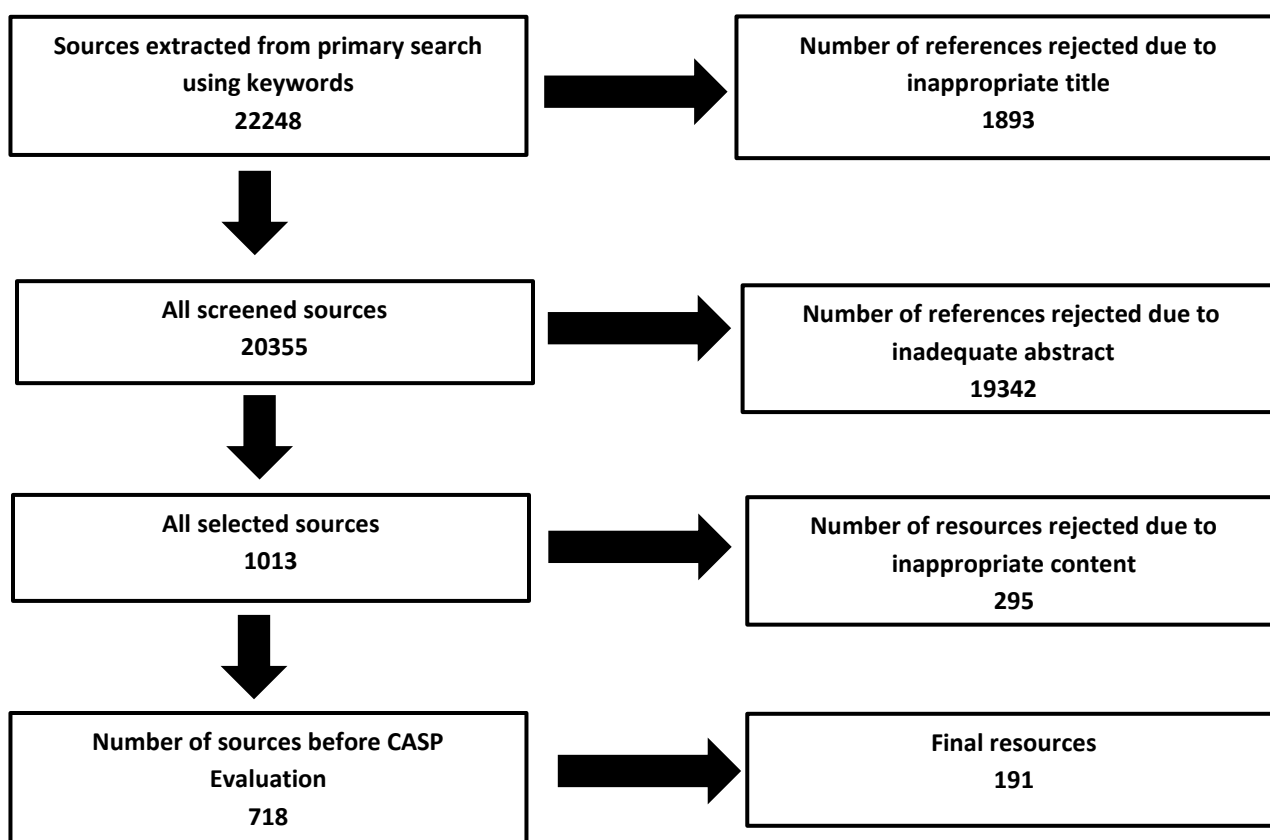 Sources extracted from primary search
using keywords
22248
Number of references rejected due to
inappropriate title
1893
All screened sources
20355
Number of references rejected due to
inadequate abstract
19342
All selected sources
1013
Number of resources rejected due to
inappropriate content
295
Number of sources before CASP
Evaluation
718
Final resources
191